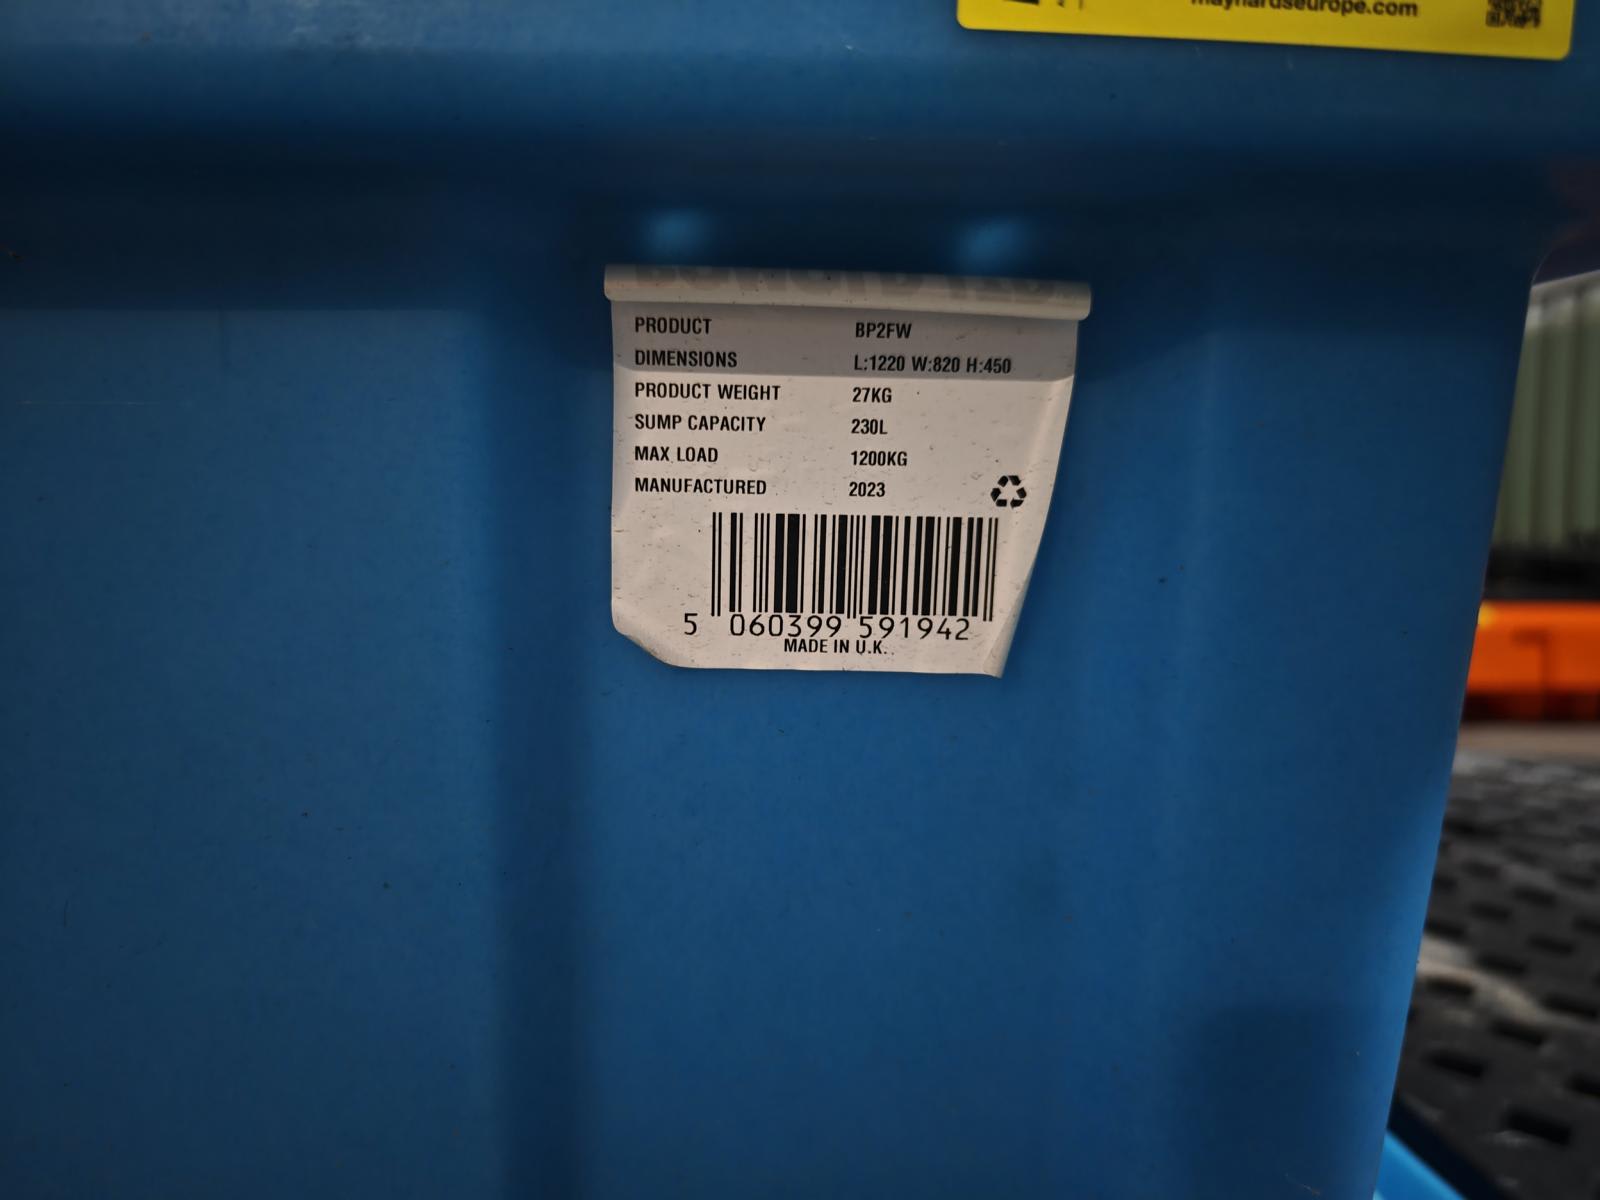 maynardseurope.com
PRODUCT BP2FW
DIMENSIONS L:1220 W:820 H:450
PRODUCT WEIGHT 27KG
SUMP CAPACITY 230L
MAX LOAD 1200KG
MANUFACTURED 2023
5 060399 591942
MADE IN U.K.